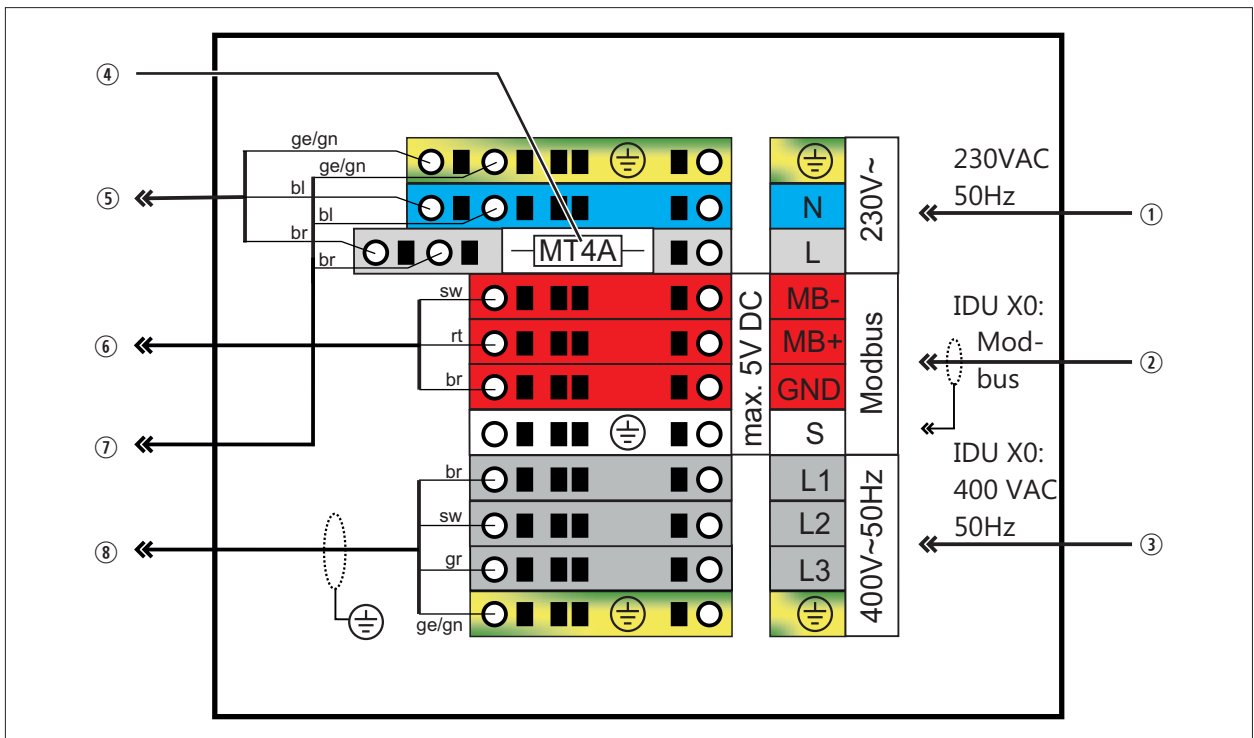 ④
ge/gn
ge/gn
230VAC
50Hz
⑤
bl
bl
N
230V~
①
br
br
MT4A
L
sw
MB-
IDU X0:
Mod-
bus
⑥
rt
MB+
max. 5V DC
Modbus
②
br
GND
⑦
S
br
L1
IDU X0:
400 VAC
50Hz
⑧
sw
L2
400V~50Hz
③
gr
L3
ge/gn